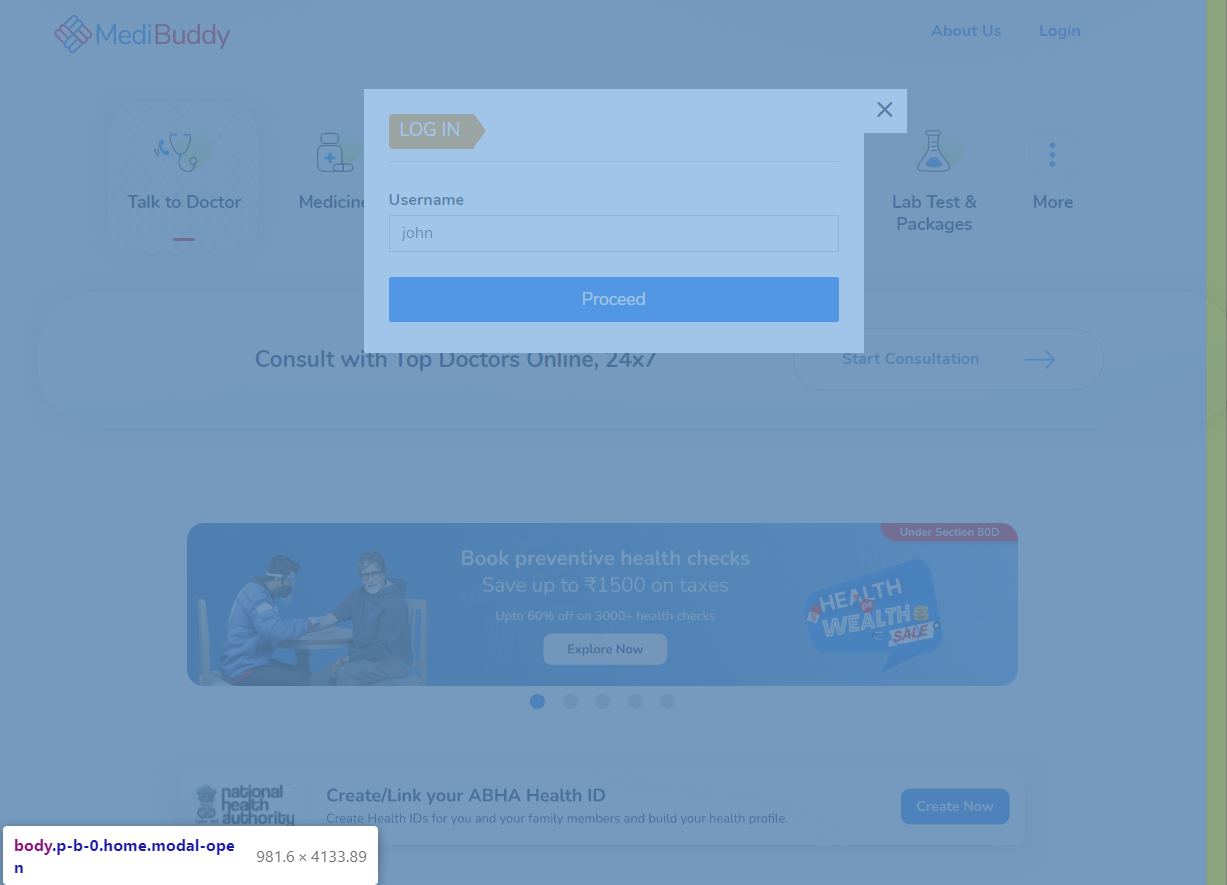 MediBuddy
About Us
Login
LOG IN
Talk to Doctor
Medicine
Lab Test &
Packages
More
Username
john
Proceed
Consult with Top Doctors Online, 24x7
Start Consultation
Under Section 80D
Book preventive health checks
Save up to ₹1500 on taxes
Upto 60% off on 3000+ health checks
Explore Now
HEALTH
po
WEALTH
SALE
national
health
authority
Create/Link your ABHA Health ID
Create Health IDs for you and your family members and build your health profile.
Create Now
body.p-b-0.home.modal-ope
n
981.6 × 4133.89